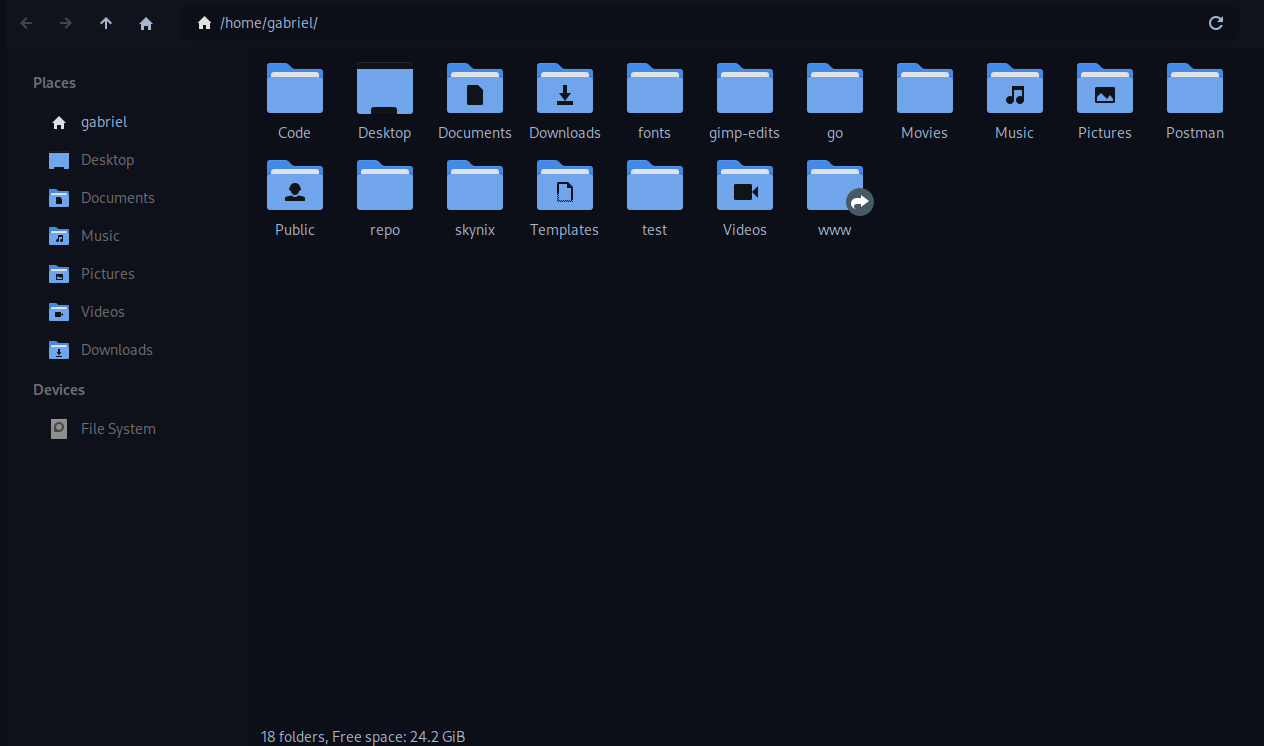 /home/gabriel/
Places
gabriel
Desktop
Documents
Music
Pictures
Videos
Downloads
Devices
File System
Code Desktop Documents Downloads fonts gimp-edits go Movies Music Pictures Postman
Public repo skynix Templates test Videos www
18 folders, Free space: 24.2 GiB